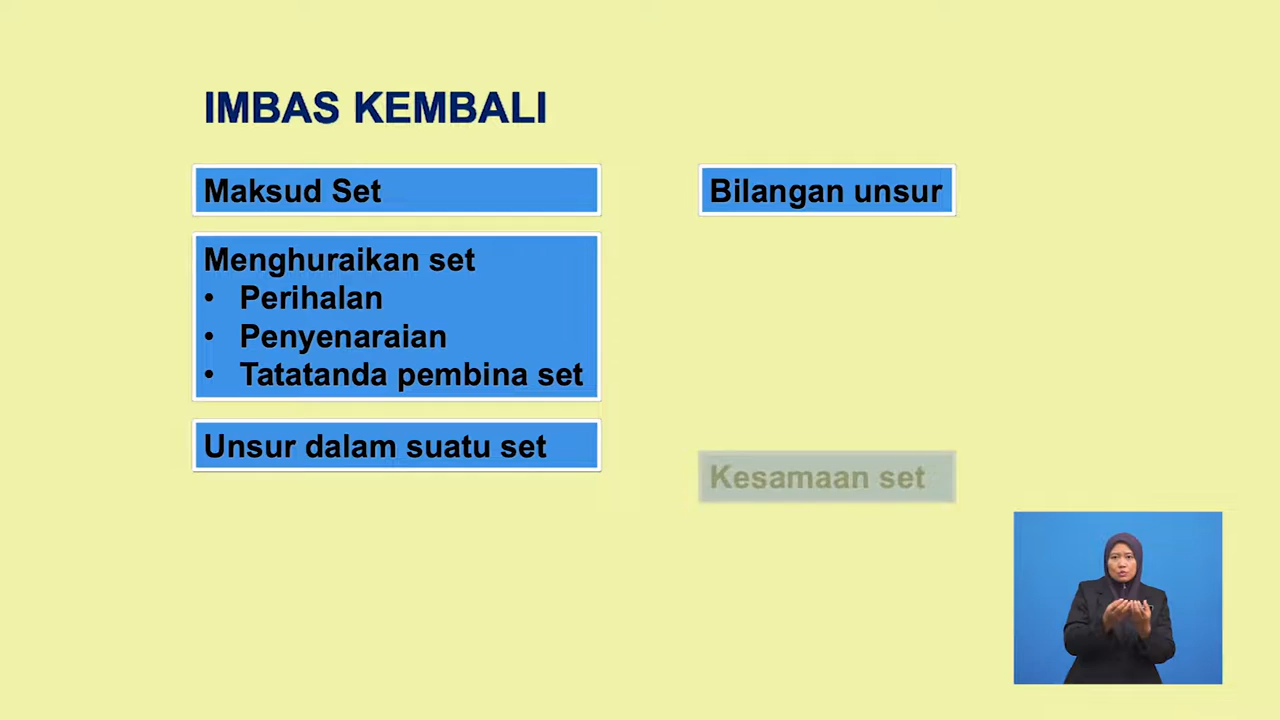 IMBAS KEMBALI
Maksud Set
Menghuraikan set
• Perihalan
• Penyenaraian
• Tatatanda pembina set
Unsur dalam suatu set
Bilangan unsur
Kesamaan set